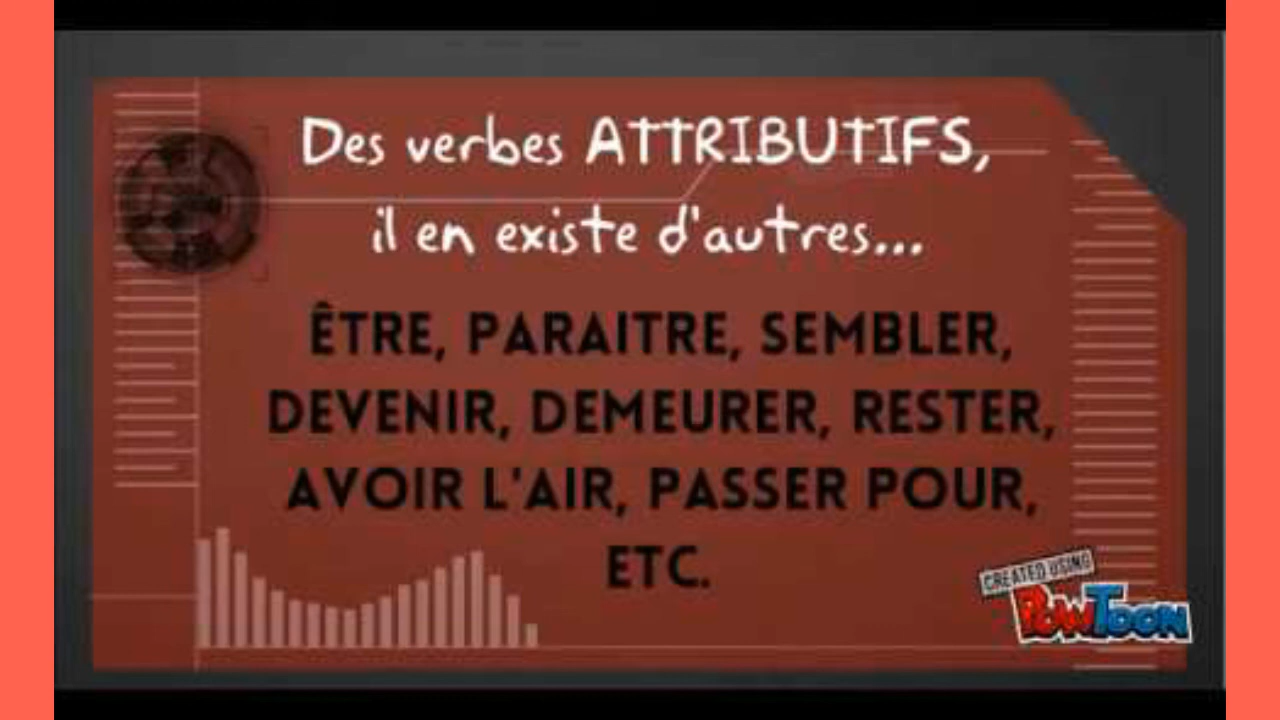 Des verbes ATTRIBUTIFS,
il en existe d'autres...
ÊTRE, PARAITRE, SEMBLER,
DEVENIR, DEMEURER, RESTER,
AVOIR L'AIR, PASSER POUR,
ETC.
CREATED USING
POWTOON